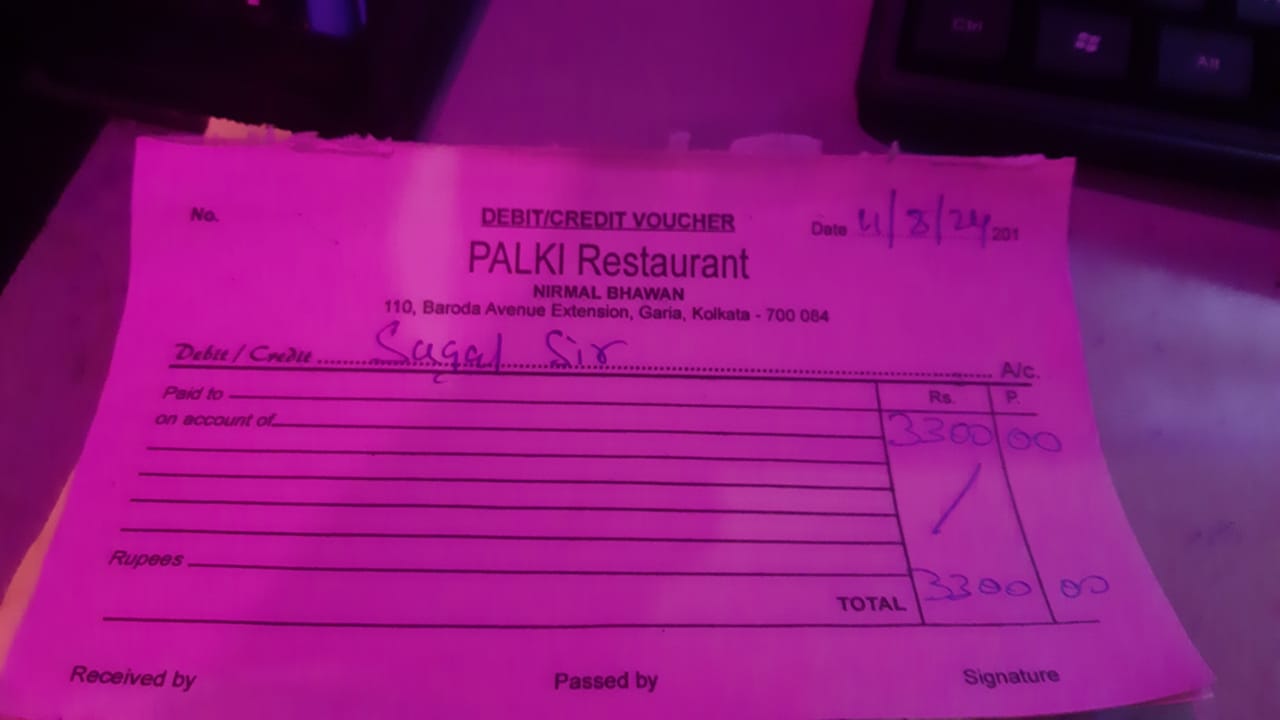 Ctrl Alt
No. DEBIT/CREDIT VOUCHER Date 4/8/24 201
PALKI Restaurant
NIRMAL BHAWAN
110, Baroda Avenue Extension, Garia, Kolkata - 700 084
Debit / Credit Sagar Sir A/c.
Paid to Rs. P.
on account of 3300 00
Rupees
TOTAL 3300 00
Received by Passed by Signature